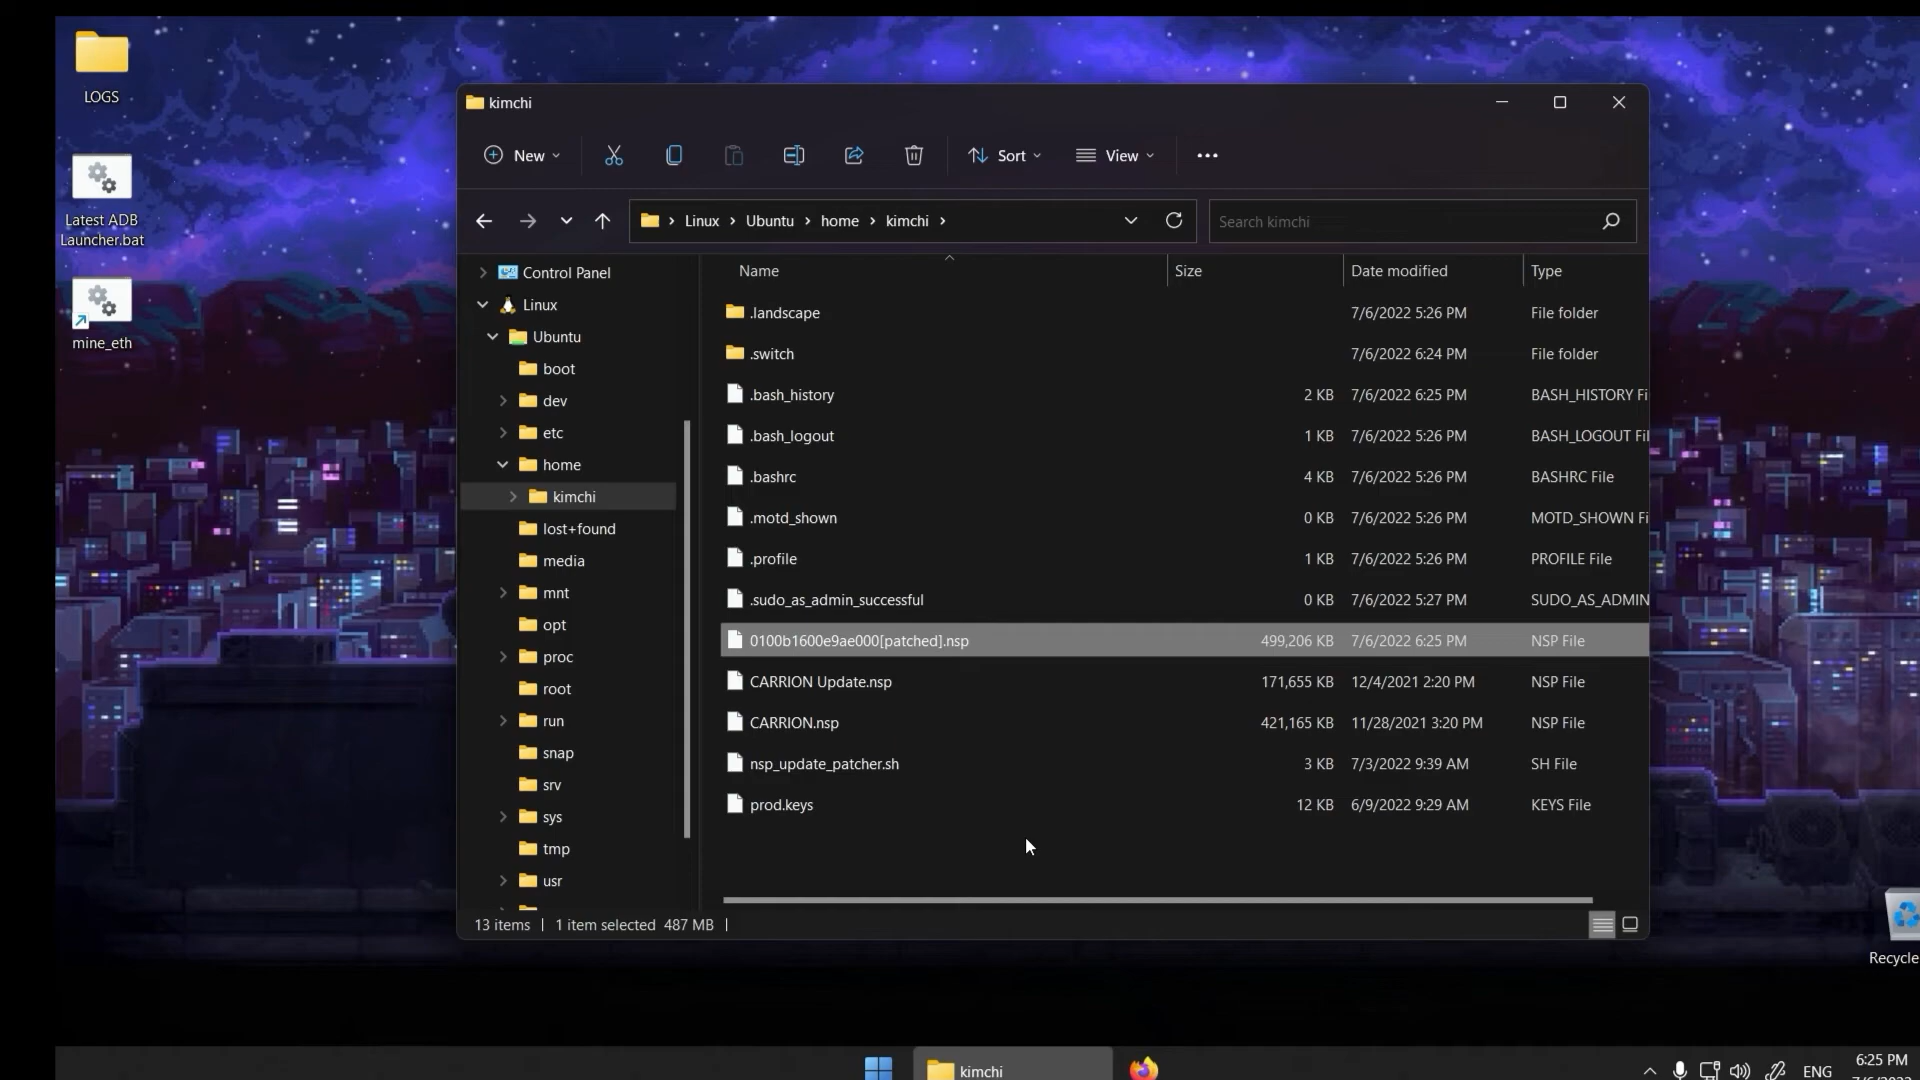 LOGS
Latest ADB
Launcher.bat
mine_eth
kimchi
New
Sort
View
Linux
Ubuntu
home
kimchi
Search kimchi
Control Panel
Linux
Ubuntu
boot
dev
etc
home
kimchi
lost+found
media
mnt
opt
proc
root
run
snap
srv
sys
tmp
usr
Name Size Date modified Type
.landscape 7/6/2022 5:26 PM File folder
.switch 7/6/2022 6:24 PM File folder
.bash_history 2 KB 7/6/2022 6:25 PM BASH_HISTORY Fi
.bash_logout 1 KB 7/6/2022 5:26 PM BASH_LOGOUT Fil
.bashrc 4 KB 7/6/2022 5:26 PM BASHRC File
.motd_shown 0 KB 7/6/2022 5:26 PM MOTD_SHOWN Fi
.profile 1 KB 7/6/2022 5:26 PM PROFILE File
.sudo_as_admin_successful 0 KB 7/6/2022 5:27 PM SUDO_AS_ADMIN
0100b1600e9ae000[patched].nsp 499,206 KB 7/6/2022 6:25 PM NSP File
CARRION Update.nsp 171,655 KB 12/4/2021 2:20 PM NSP File
CARRION.nsp 421,165 KB 11/28/2021 3:20 PM NSP File
nsp_update_patcher.sh 3 KB 7/3/2022 9:39 AM SH File
prod.keys 12 KB 6/9/2022 9:29 AM KEYS File
13 items 1 item selected 487 MB
Recycle
kimchi
ENG
6:25 PM